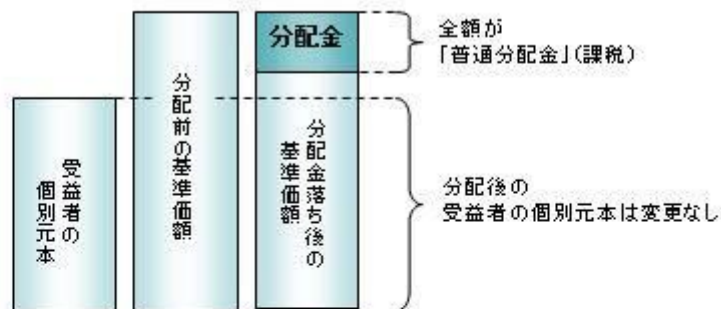 分配金
全額が
「普通分配金」(課税)
受益者の
個別元本
分配前の基準価額
分配金落ち後の
基準価額
分配後の
受益者の個別元本は変更なし